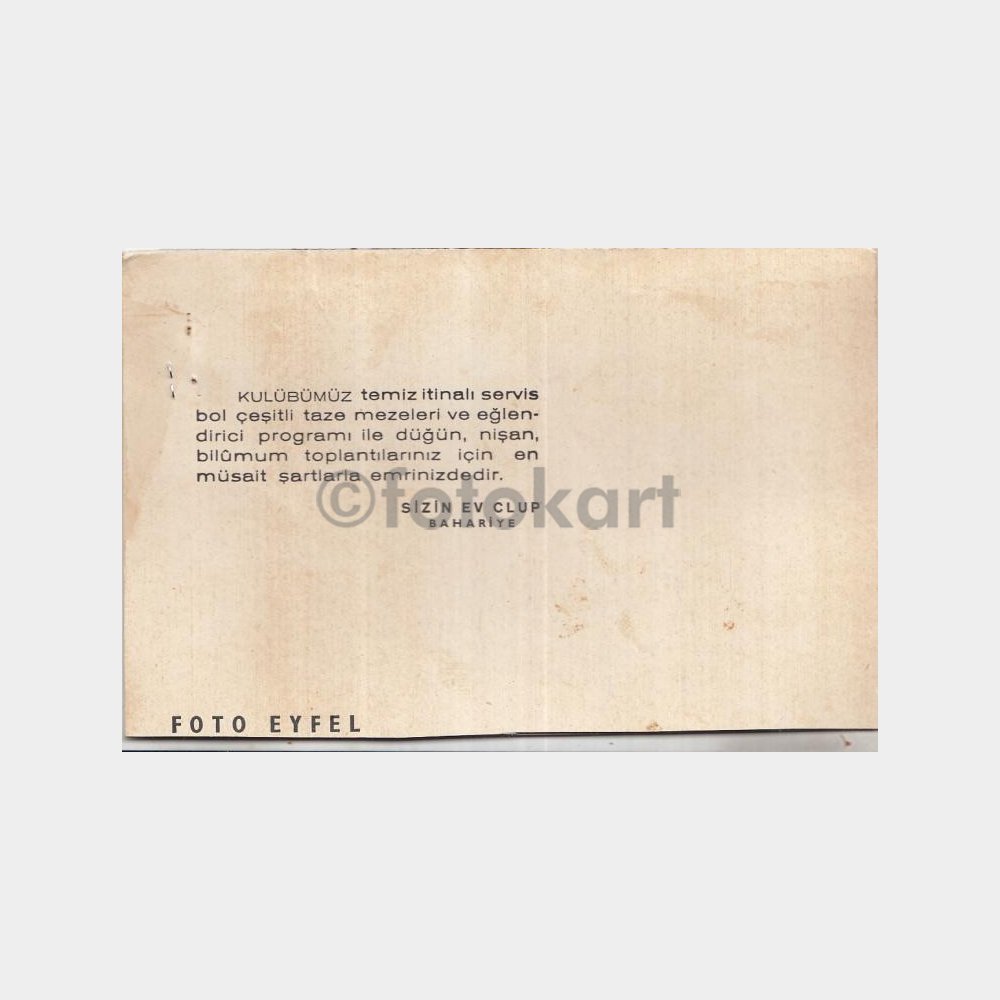 KULÜBÜMÜZ temiz itinalı servis
bol çeşitli taze mezeleri ve eğlen-
dirici programı ile düğün, nişan,
bilûmum toplantılarınız için en
müsait şartlarla emrinizdedir.
©fotokart
SİZİN EV CLUP
BAHARİYE
FOTO EYFEL